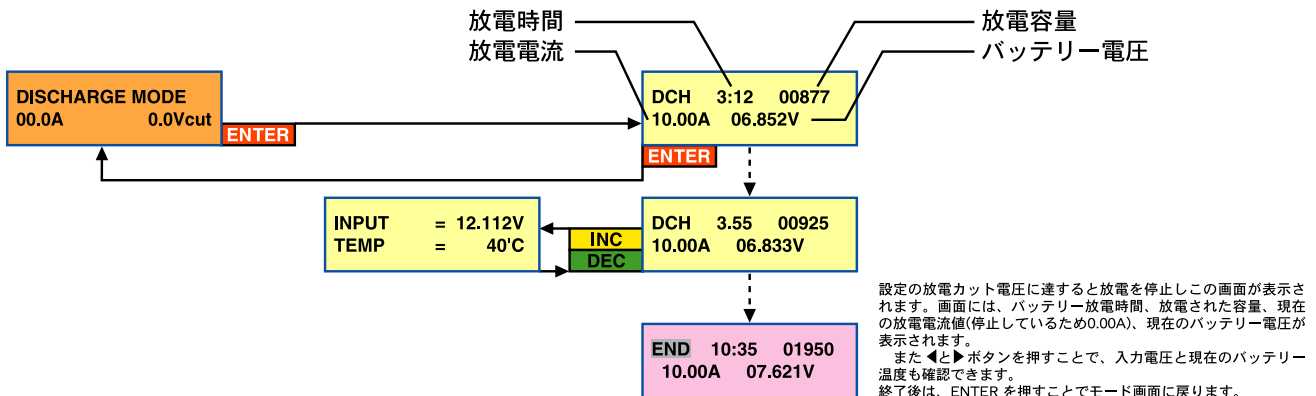 放電時間
放電容量
放電電流
バッテリー電圧
DISCHARGE MODE
00.0A 0.0Vcut
ENTER
DCH 3:12 00877
10.00A 06.852V
ENTER
INPUT = 12.112V
TEMP = 40'C
INC
DEC
DCH 3.55 00925
10.00A 06.833V
END 10:35 01950
10.00A 07.621V
設定の放電カット電圧に達すると放電を停止しこの画面が表示さ
れます。画面には、バッテリー放電時間、放電された容量、現在
の放電電流値(停止しているため0.00A)、現在のバッテリー電圧が
表示されます。
また ◀と▶ ボタンを押すことで、入力電圧と現在のバッテリー
温度も確認できます。
終了後は、ENTER を押すことでモード画面に戻ります。